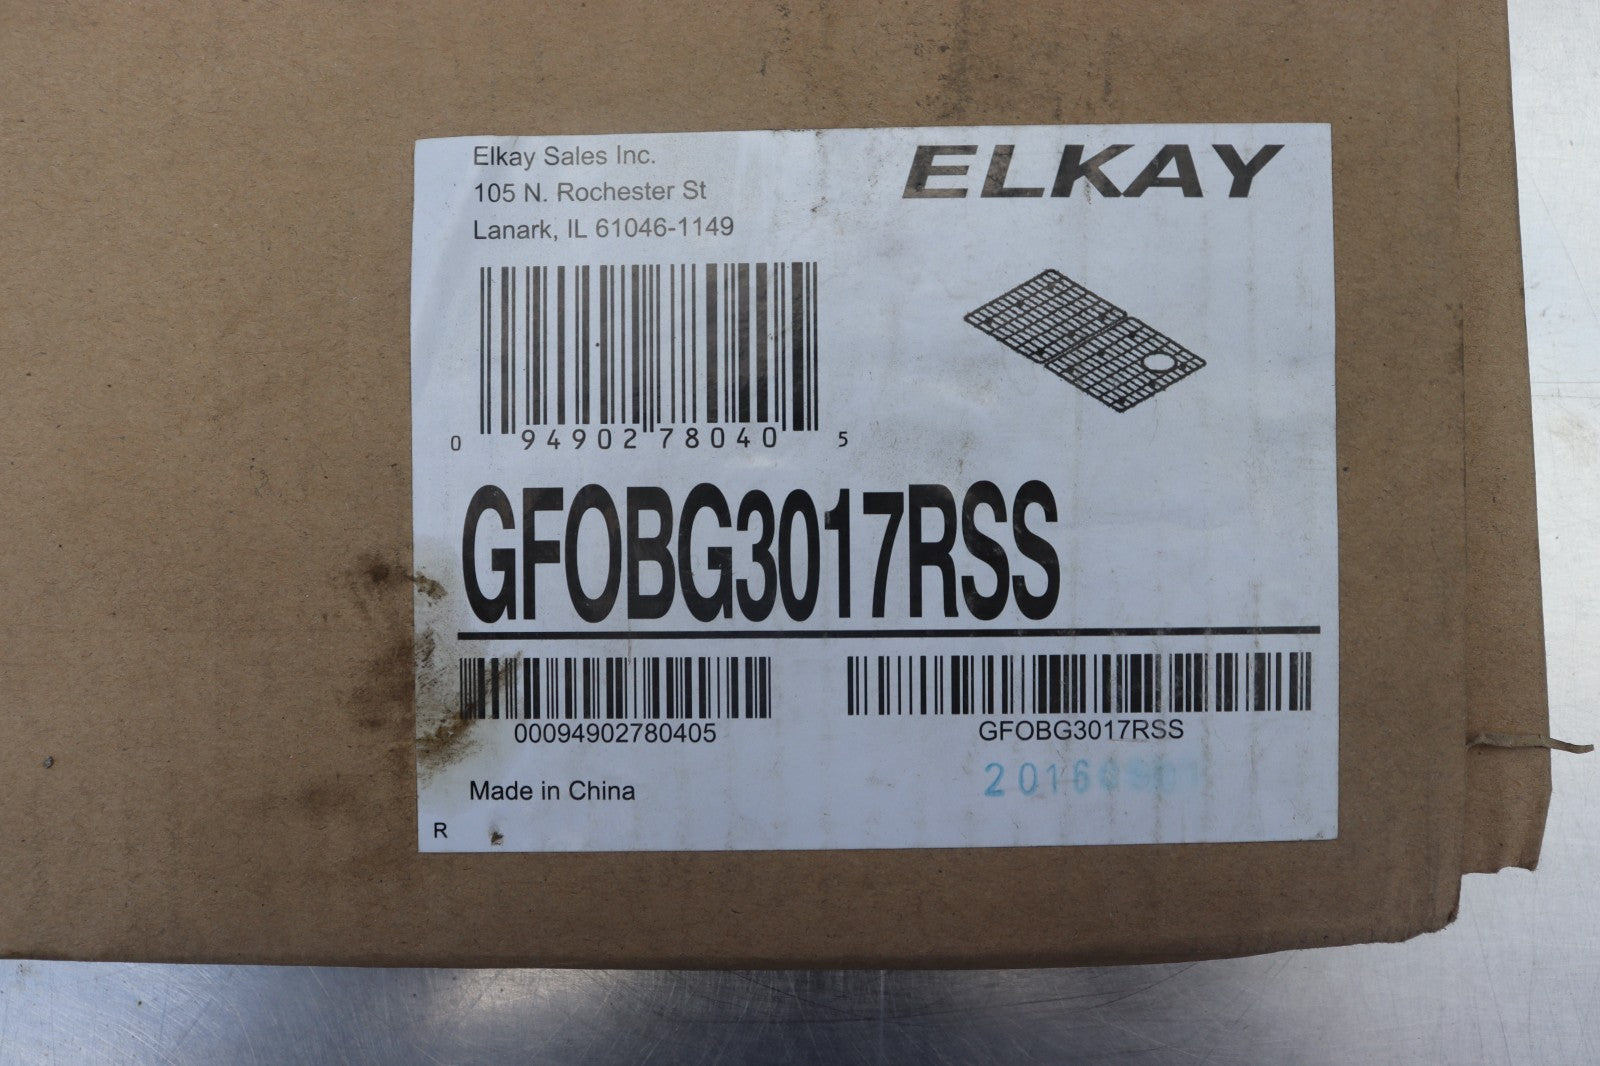 Elkay Sales Inc.
105 N. Rochester St
Lanark, IL 61046-1149
ELKAY
0 94902 78040 5
GFOBG3017RSS
00094902780405
GFOBG3017RSS
Made in China
R